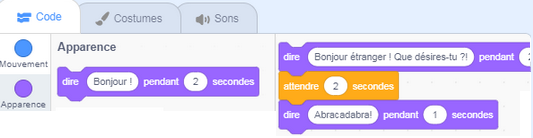 Code Costumes Sons
Mouvement
Apparence
Apparence
dire Bonjour ! pendant 2 secondes
dire Bonjour étranger ! Que désires-tu ?! pendant
attendre 2 secondes
dire Abracadabra! pendant 1 secondes